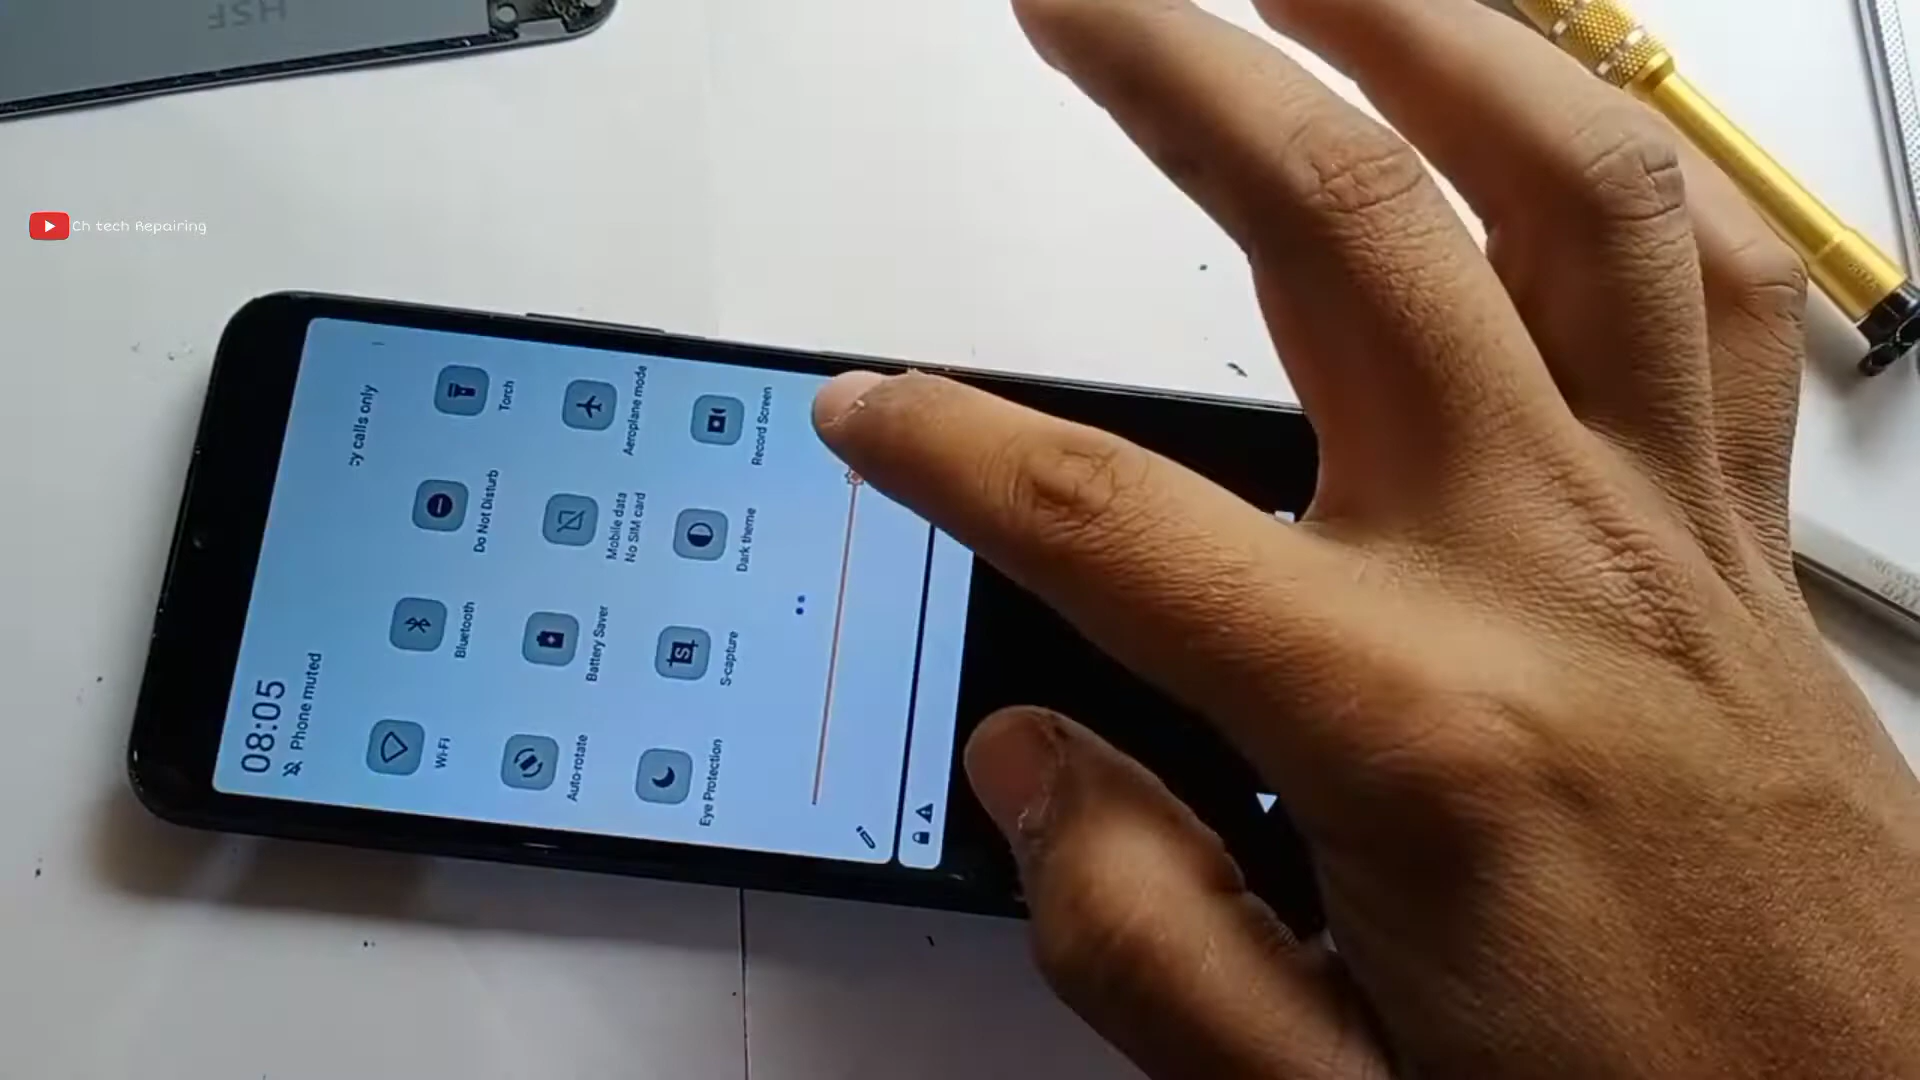 HSF
Ch tech Repairing
08:05
Phone muted
cy calls only
Wi-Fi
Bluetooth
Do Not Disturb
Torch
Auto-rotate
Battery Saver
Mobile data
No SIM card
Aeroplane mode
Eye Protection
S-capture
Dark theme
Record Screen